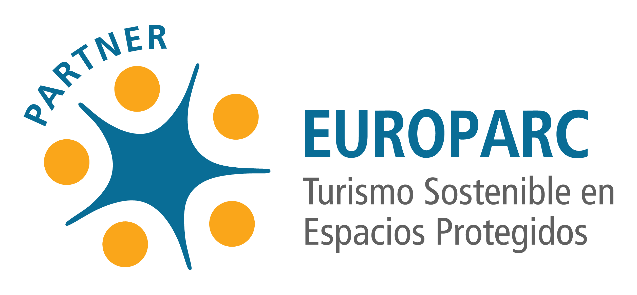 PARTNER
EUROPARC
Turismo Sostenible en
Espacios Protegidos